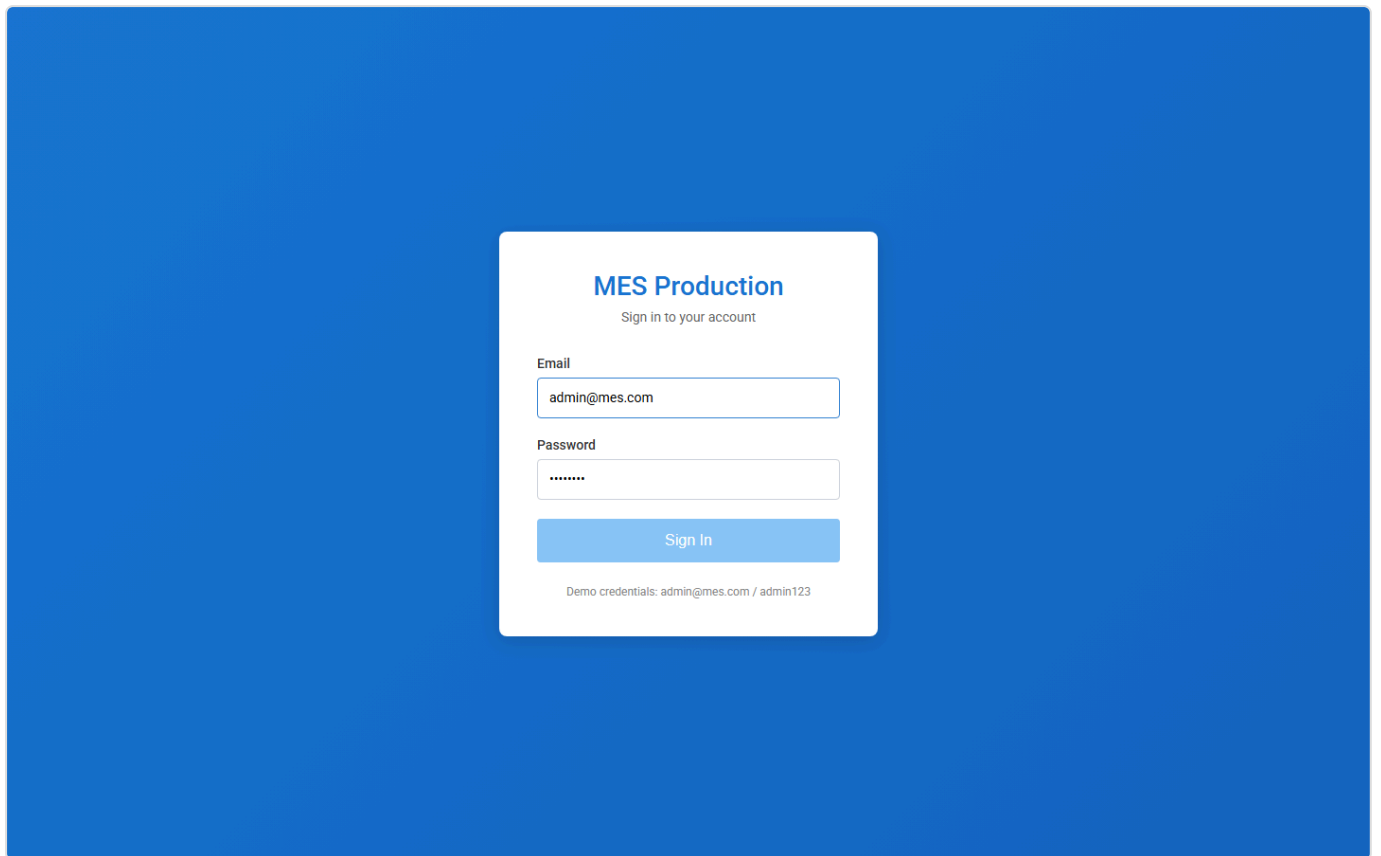 MES Production
Sign in to your account
Email
admin@mes.com
Password
••••••••
Sign In
Demo credentials: admin@mes.com / admin123